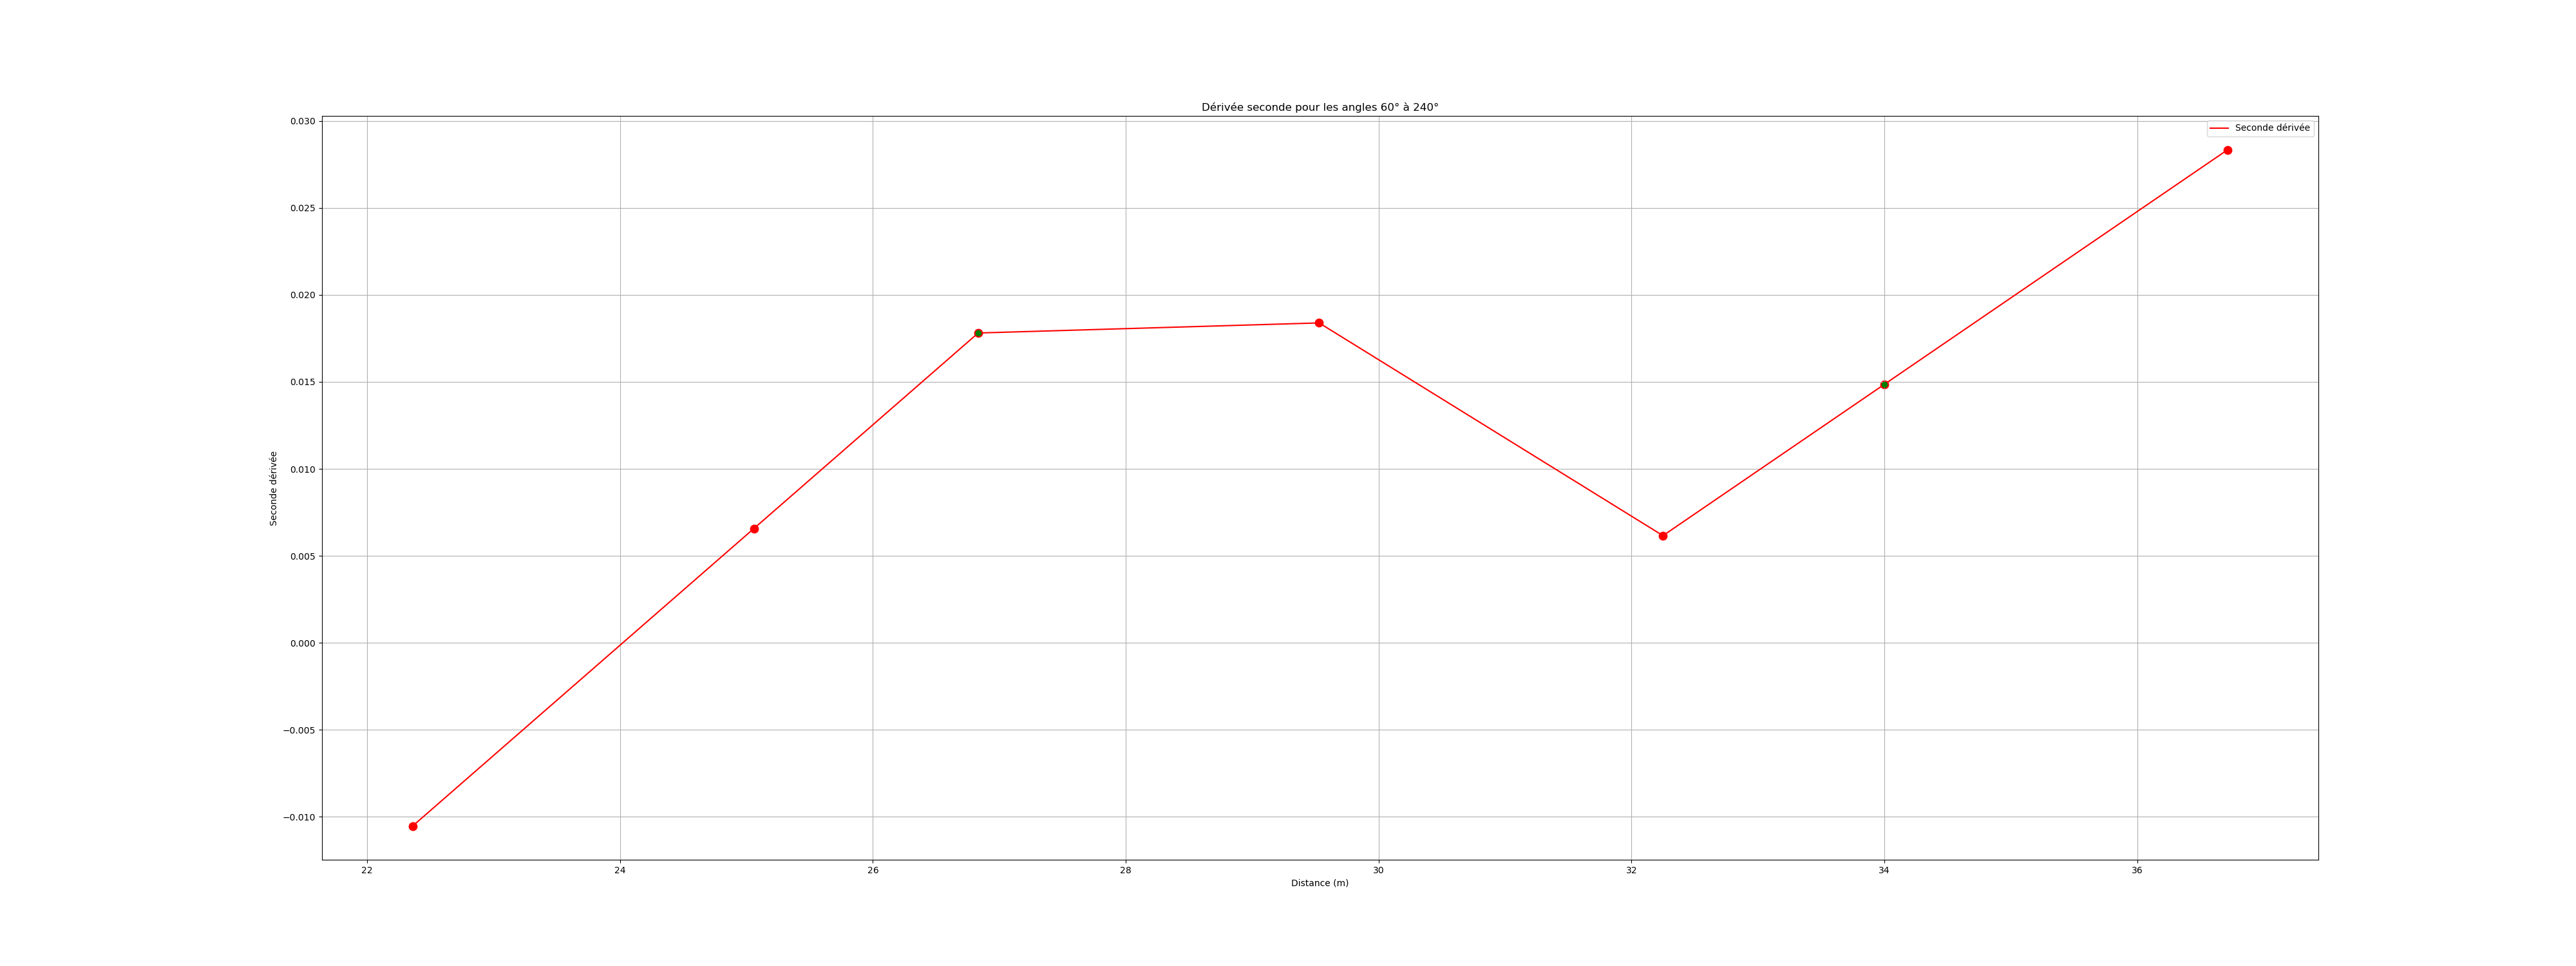 Dérivée seconde pour les angles 60° à 240°
Seconde dérivée
0.030
0.025
0.020
0.015
0.010
0.005
0.000
−0.005
−0.010
Seconde dérivée
22 24 26 28 30 32 34 36
Distance (m)